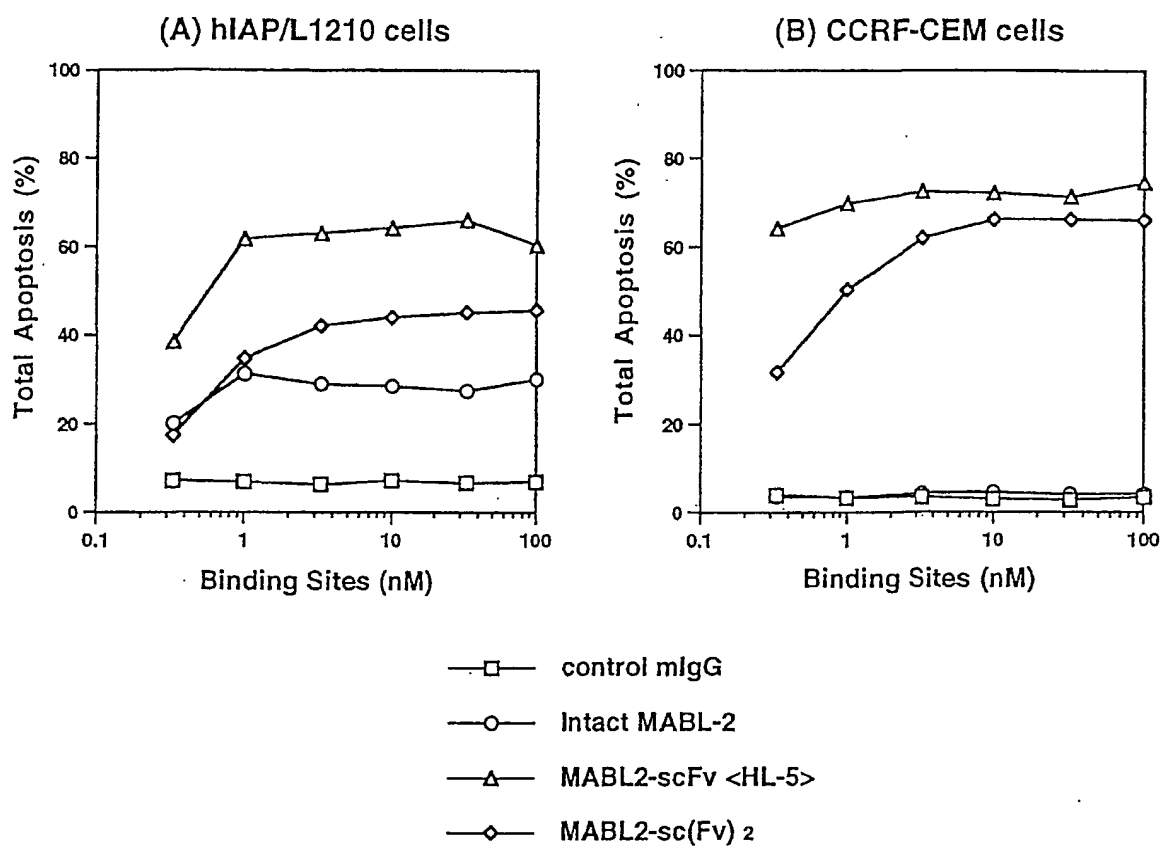 (A) hIAP/L1210 cells
(B) CCRF-CEM cells
Total Apoptosis (%)
100
80
60
40
20
0
0.1
1
10
100
Binding Sites (nM)
Total Apoptosis (%)
100
80
60
40
20
0
0.1
1
10
100
Binding Sites (nM)
control mIgG
Intact MABL-2
MABL2-scFv <HL-5>
MABL2-sc(Fv) 2